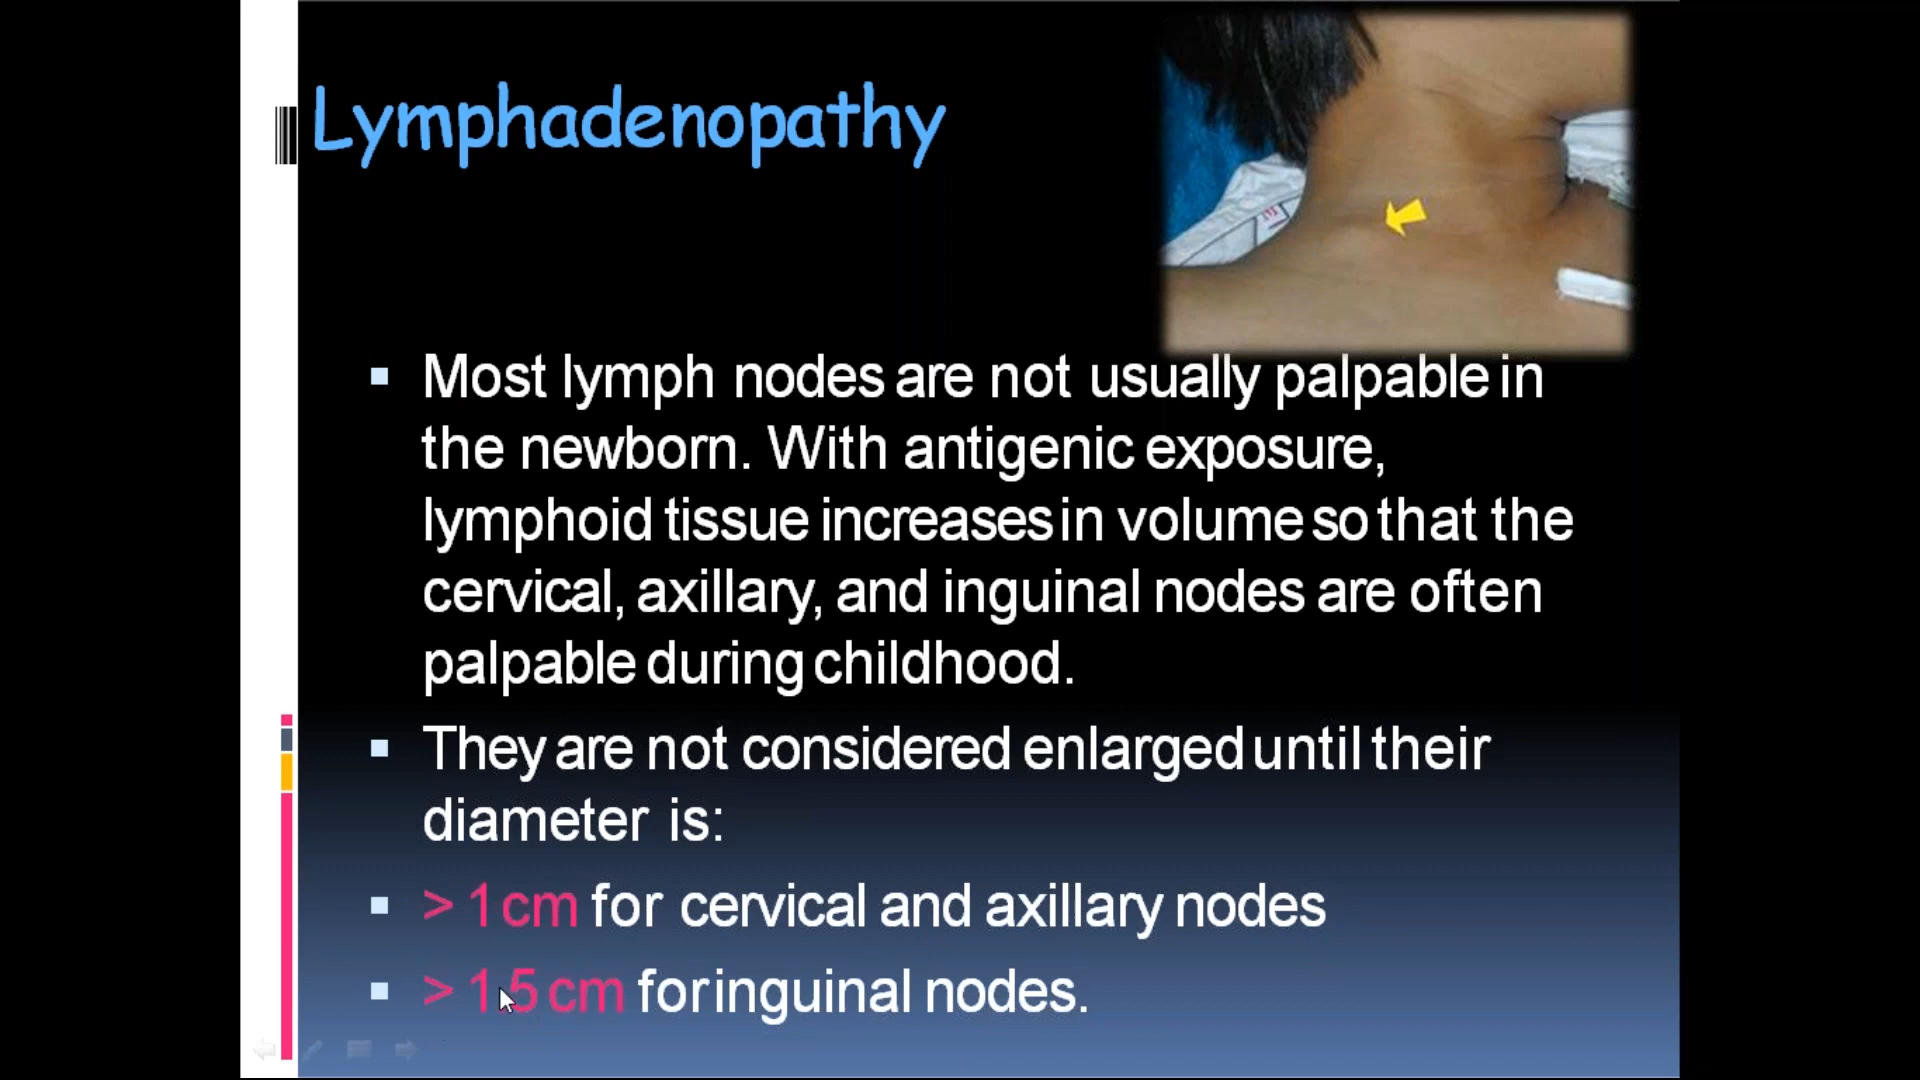 Lymphadenopathy
Most lymph nodes are not usually palpable in
the newborn. With antigenic exposure,
lymphoid tissue increases in volume so that the
cervical, axillary, and inguinal nodes are often
palpable during childhood.
They are not considered enlarged until their
diameter is:
> 1 cm for cervical and axillary nodes
> 1.5 cm for inguinal nodes.